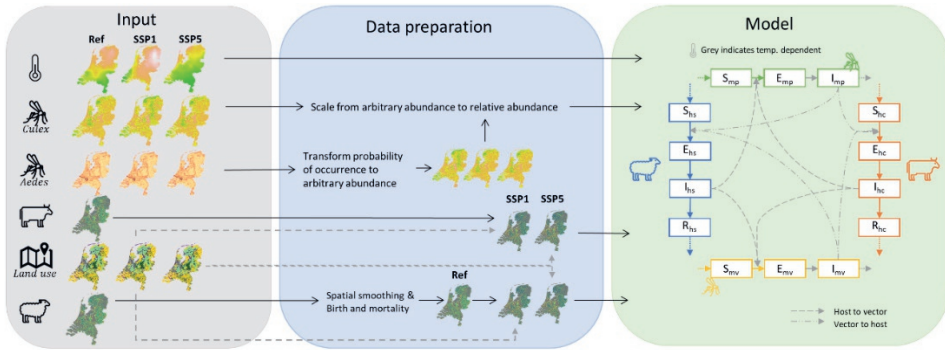 Input
Ref SSP1 SSP5
Culex
Aedes
Land use
Data preparation
Scale from arbitrary abundance to relative abundance
Transform probability
of occurrence to
arbitrary abundance
SSP1 SSP5
Ref
Spatial smoothing &
Birth and mortality
Model
Grey indicates temp. dependent
Smp Emp Imp
Shs Shc
Ehs Ehc
Ihs Ihc
Rhs Rhc
Smv Emv Imv
Host to vector
Vector to host